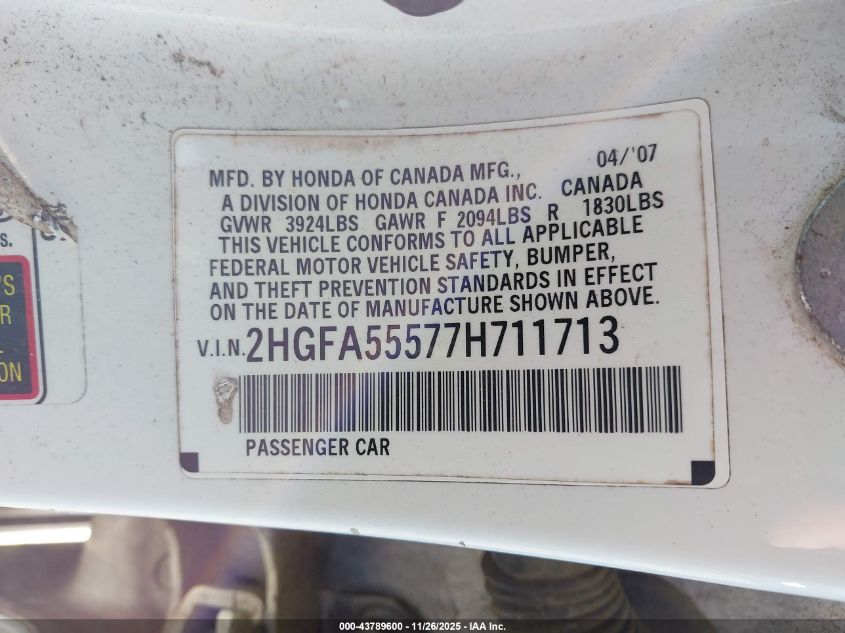 04/'07
MFD. BY HONDA OF CANADA MFG.,
A DIVISION OF HONDA CANADA INC. CANADA
GVWR 3924LBS GAWR F 2094LBS R 1830LBS
THIS VEHICLE CONFORMS TO ALL APPLICABLE
FEDERAL MOTOR VEHICLE SAFETY, BUMPER,
AND THEFT PREVENTION STANDARDS IN EFFECT
ON THE DATE OF MANUFACTURE SHOWN ABOVE.
V.I.N. 2HGFA55577H711713
PASSENGER CAR
000-43789600 — 11/26/2025 — IAA Inc.